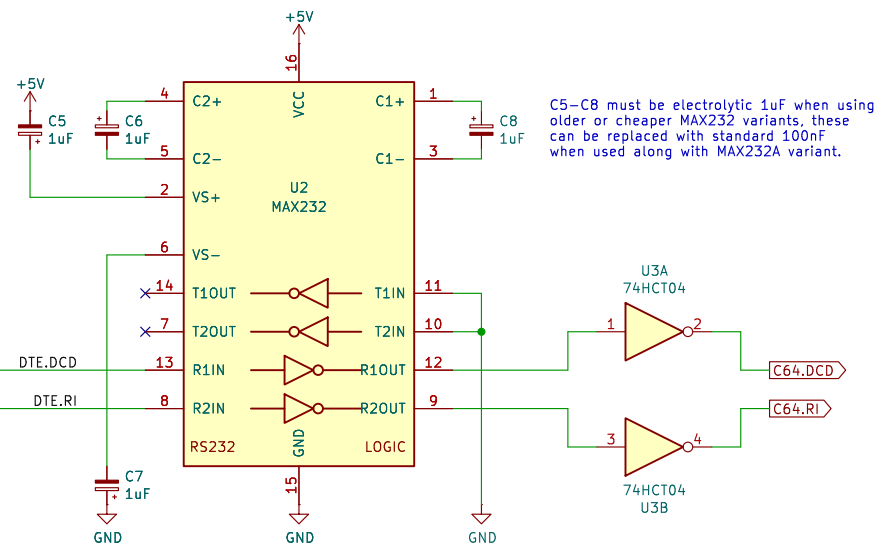 +5V
16
+5V
C5
1uF
+
4
C2+
VCC
C1+
1
+
C6
1uF
+
C8
1uF
5
C2-
C1-
3
C5-C8 must be electrolytic 1uF when using
older or cheaper MAX232 variants, these
can be replaced with standard 100nF
when used along with MAX232A variant.
2
VS+
U2
MAX232
6
VS-
14
T1OUT
T1IN
11
7
T2OUT
T2IN
10
DTE.DCD
13
R1IN
R1OUT
12
DTE.RI
8
R2IN
R2OUT
9
RS232
GND
LOGIC
U3A
74HCT04
1
2
C64.DCD
C64.RI
3
4
74HCT04
U3B
C7
1uF
+
15
GND
GND
GND